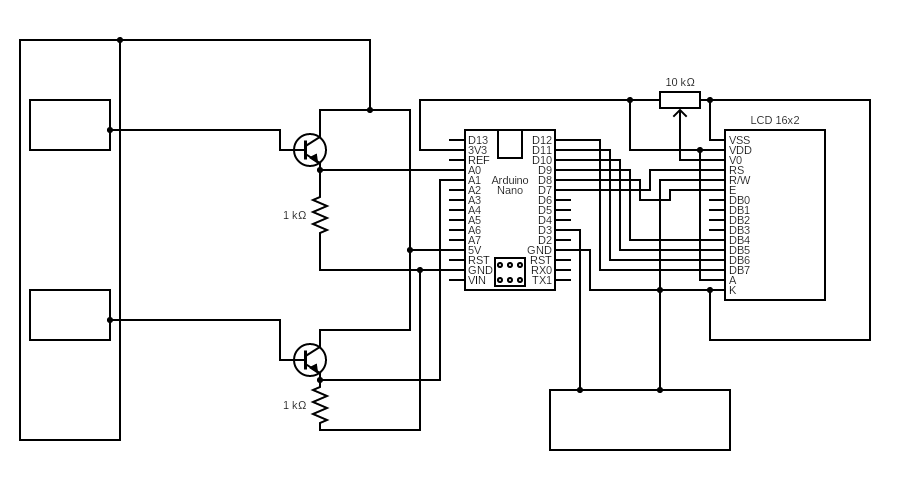 10 kΩ
LCD 16x2
1 kΩ
1 kΩ
D13
3V3
REF
A0
A1
A2
A3
A4
A5
A6
A7
5V
RST
GND
VIN
Arduino
Nano
D12
D11
D10
D9
D8
D7
D6
D5
D4
D3
D2
GND
RST
RX0
TX1
VSS
VDD
V0
RS
R/W
E
DB0
DB1
DB2
DB3
DB4
DB5
DB6
DB7
A
K